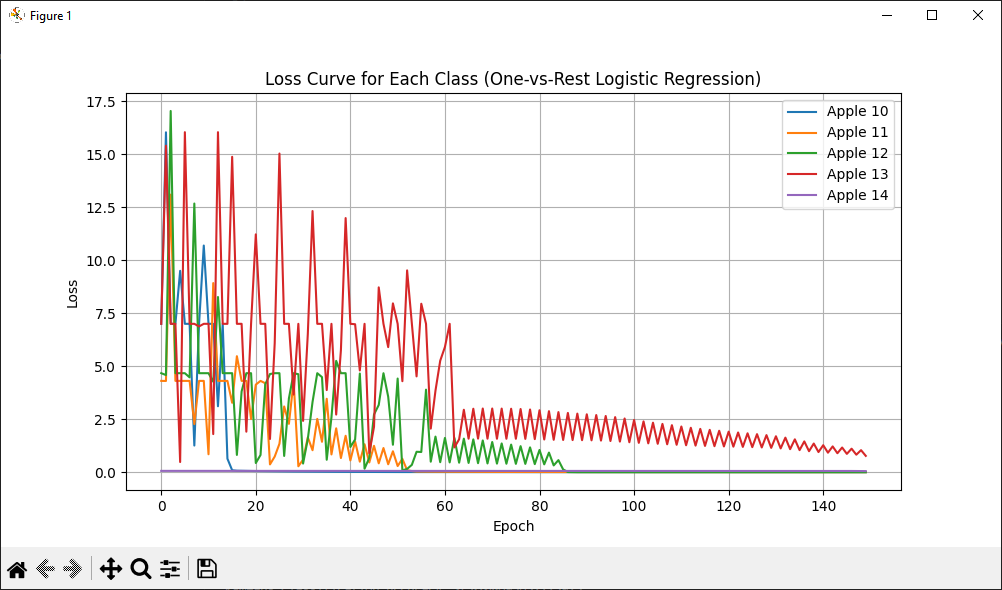 Figure 1
Loss Curve for Each Class (One-vs-Rest Logistic Regression)
17.5
15.0
12.5
10.0
7.5
5.0
2.5
0.0
Loss
Apple 10
Apple 11
Apple 12
Apple 13
Apple 14
0 20 40 60 80 100 120 140
Epoch